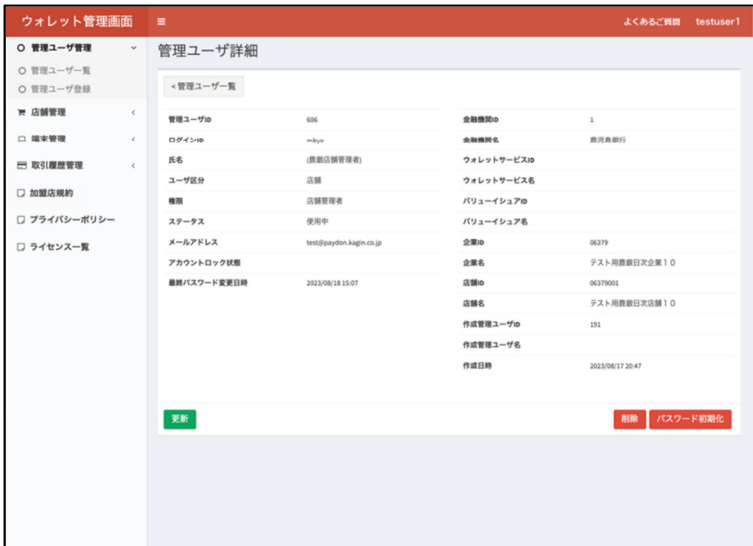 ウォレット管理画面
よくあるご質問 testuser1
管理ユーザ管理
管理ユーザ一覧
管理ユーザ登録
店舗管理
端末管理
取引履歴管理
加盟店規約
プライバシーポリシー
ライセンス一覧
管理ユーザ詳細
<管理ユーザ一覧
管理ユーザID 606
ログインID
氏名 (鹿銀店舗管理者)
ユーザ区分 店舗
権限 店舗管理者
ステータス 使用中
メールアドレス test@paydon.kagin.co.jp
アカウントロック状態
最終パスワード変更日時 2023/08/18 15:07
金融機関ID 1
金融機関名 鹿児島銀行
ウォレットサービスID
ウォレットサービス名
バリューイシュアID
バリューイシュア名
企業ID 06379
企業名 テスト用鹿銀日次企業10
店舗ID 06379001
店舗名 テスト用鹿銀日次店舗10
作成管理ユーザID 191
作成管理ユーザ名
作成日時 2023/08/17 20:47
更新
削除 パスワード初期化